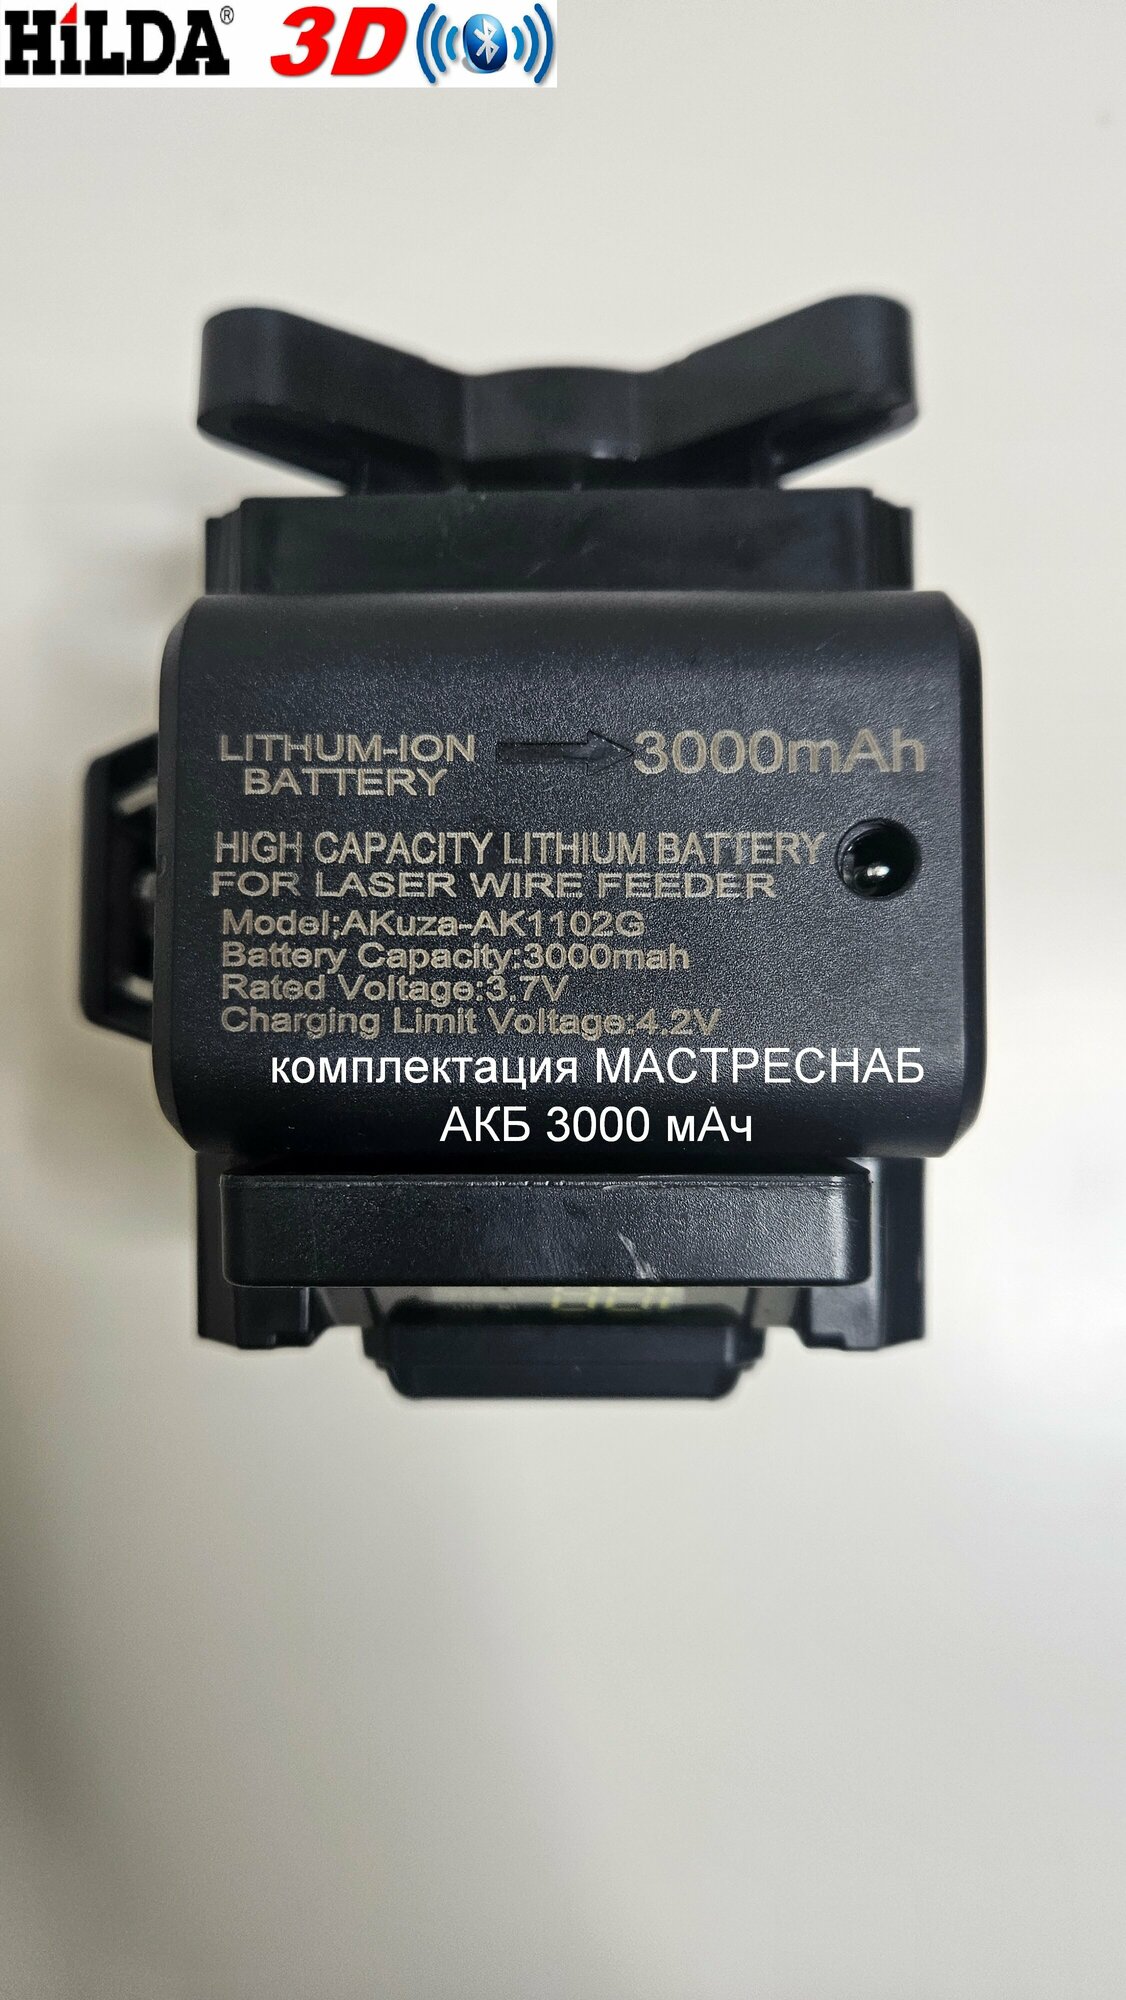 HiLDA® 3D
LITHUM-ION 3000mAh
BATTERY
HIGH CAPACITY LITHIUM BATTERY
FOR LASER WIRE FEEDER
Model;AKuza-AK1102G
Battery Capacity:3000mah
Rated Voltage:3.7V
Charging Limit Voltage:4.2V
комплектация МАСТРЕСНАБ
АКБ 3000 мАч